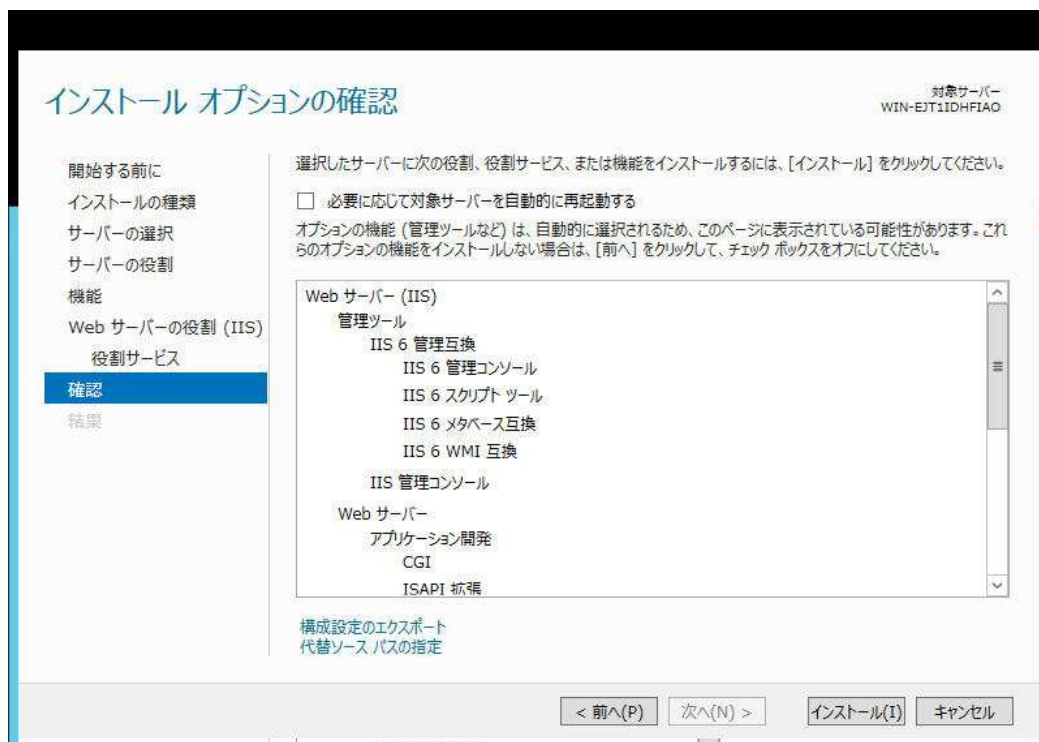 インストール オプションの確認
対象サーバー
WIN-EJT1IDHFIAO
開始する前に
インストールの種類
サーバーの選択
サーバーの役割
機能
Web サーバーの役割 (IIS)
役割サービス
確認
結果
選択したサーバーに次の役割、役割サービス、または機能をインストールするには、[インストール] をクリックしてください。
必要に応じて対象サーバーを自動的に再起動する
オプションの機能 (管理ツールなど) は、自動的に選択されるため、このページに表示されている可能性があります。これ
らのオプションの機能をインストールしない場合は、[前へ] をクリックして、チェック ボックスをオフにしてください。
Web サーバー (IIS)
管理ツール
IIS 6 管理互換
IIS 6 管理コンソール
IIS 6 スクリプト ツール
IIS 6 メタベース互換
IIS 6 WMI 互換
IIS 管理コンソール
Web サーバー
アプリケーション開発
CGI
ISAPI 拡張
構成設定のエクスポート
代替ソース パスの指定
< 前へ(P)
次へ(N) >
インストール(I)
キャンセル